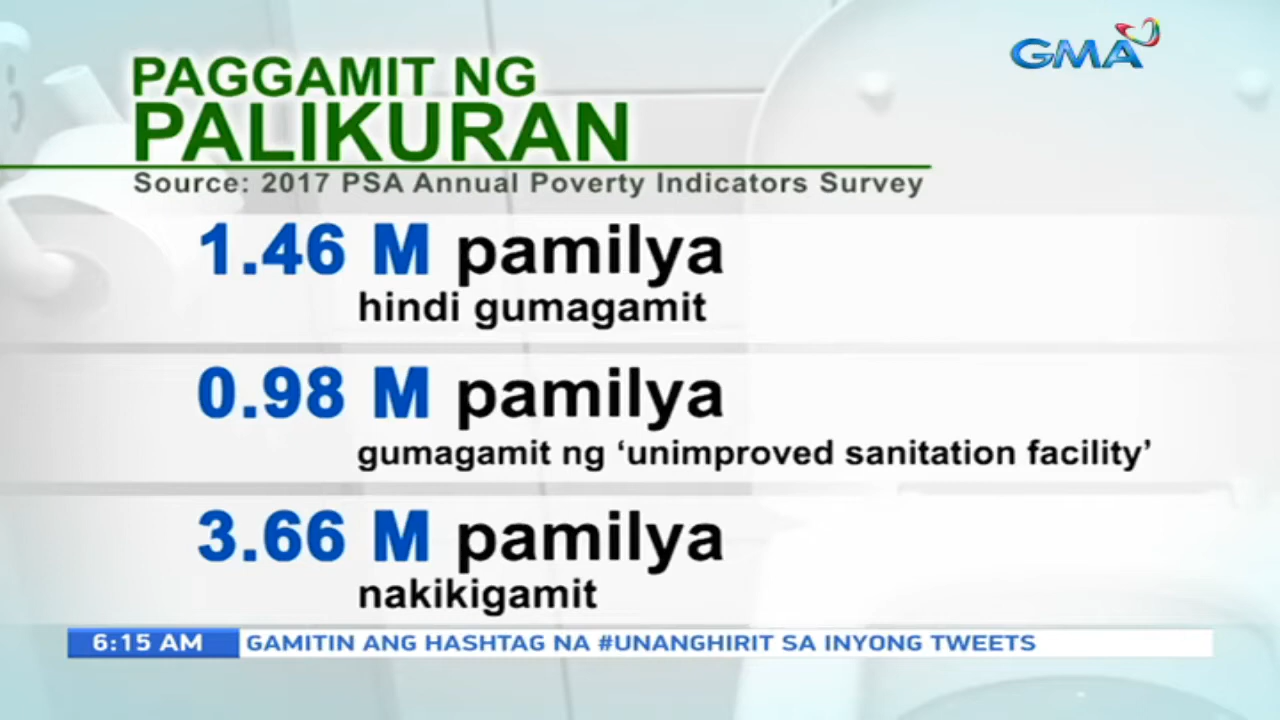 GMA
PAGGAMIT NG
PALIKURAN
Source: 2017 PSA Annual Poverty Indicators Survey
1.46 M pamilya
hindi gumagamit
0.98 M pamilya
gumagamit ng ‘unimproved sanitation facility’
3.66 M pamilya
nakikigamit
6:15 AM GAMITIN ANG HASHTAG NA #UNANGHIRIT SA INYONG TWEETS